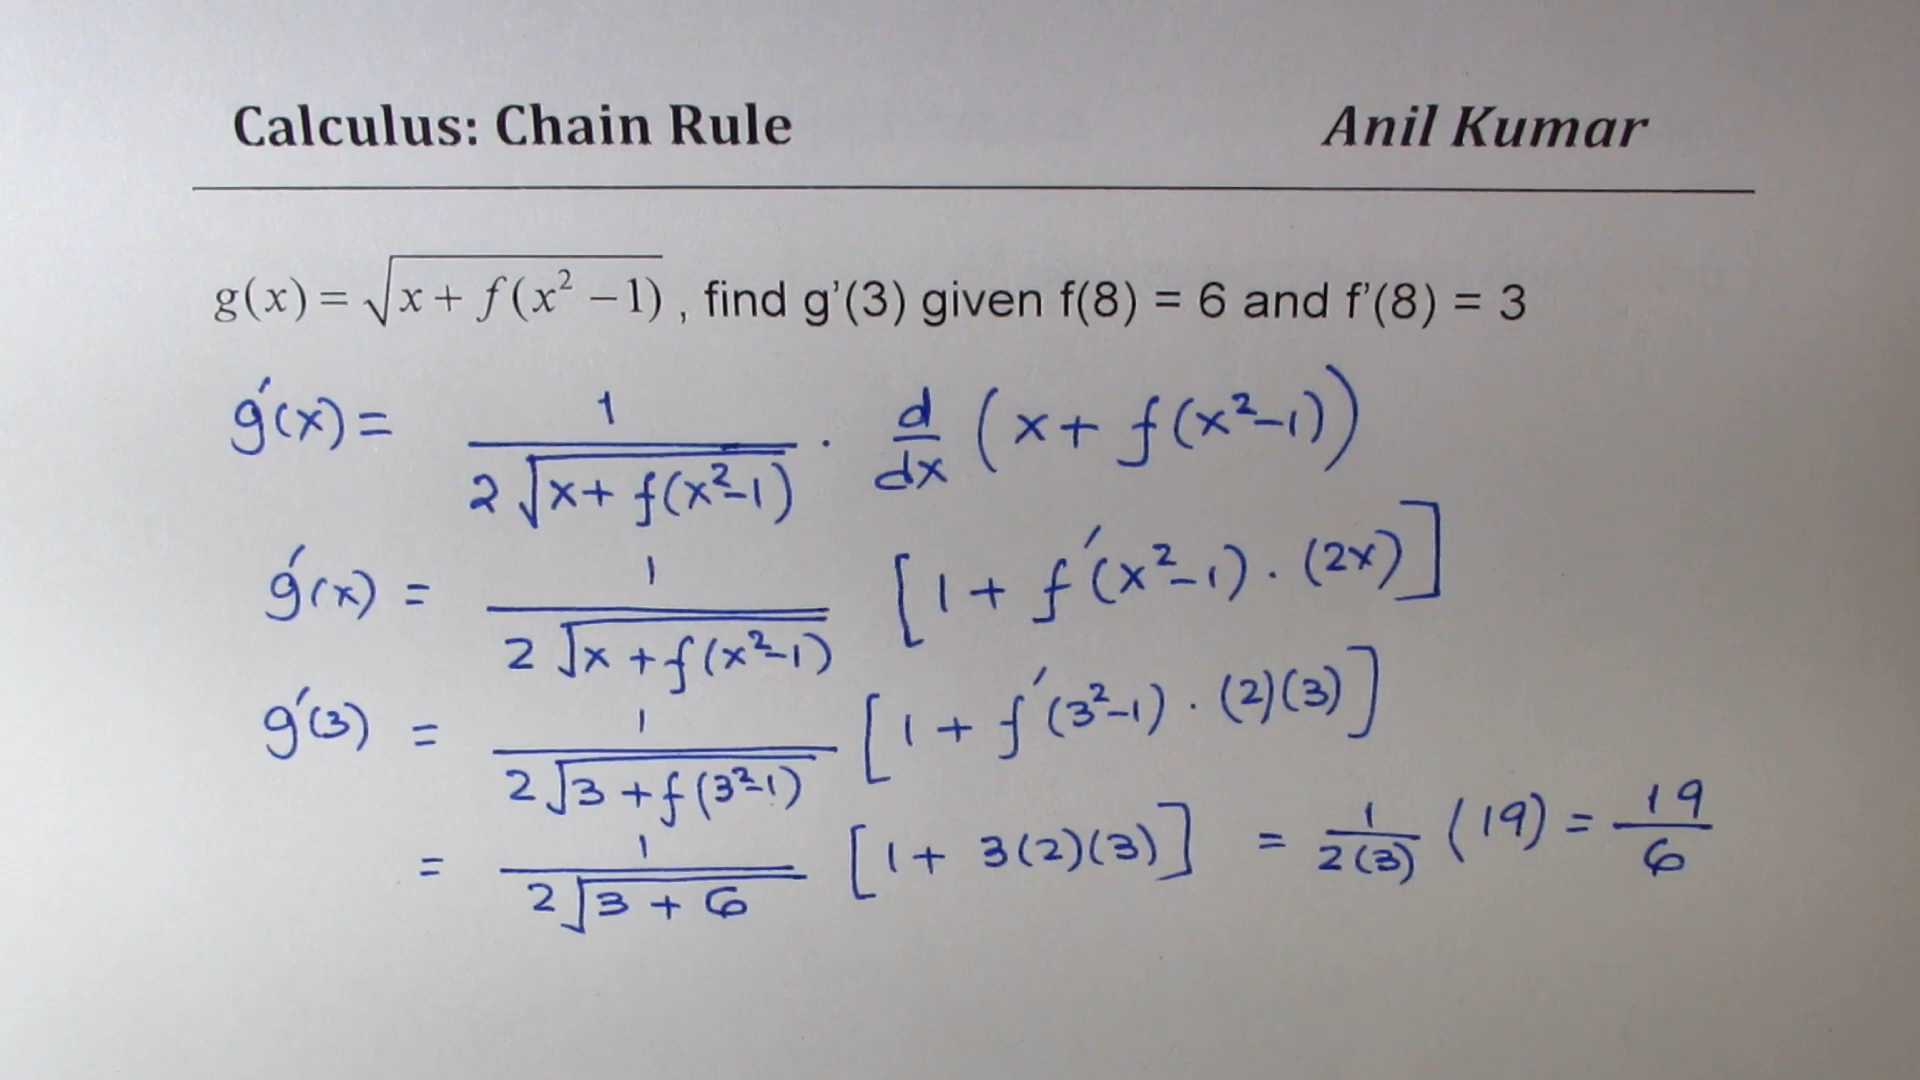 Calculus: Chain Rule Anil Kumar
g(x) = √(x + f(x² − 1)) , find g’(3) given f(8) = 6 and f’(8) = 3
g′(x) = 1/(2√(x + f(x²−1))) · d/dx (x + f(x²−1))
g′(x) = 1/(2√(x + f(x²−1))) [1 + f′(x²−1) · (2x)]
g′(3) = 1/(2√(3 + f(3²−1))) [1 + f′(3²−1) · (2)(3)]
= 1/(2√(3 + 6)) [1 + 3(2)(3)] = 1/(2(3)) (19) = 19/6